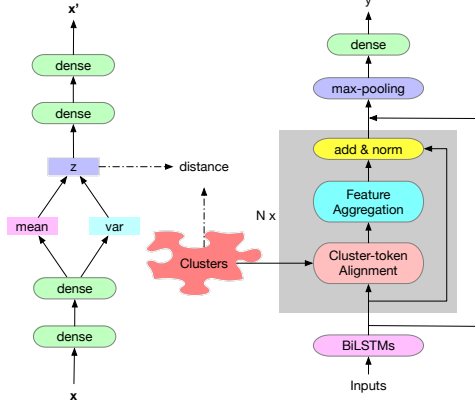 x'
dense
dense
z
distance
mean
var
dense
dense
x
Clusters
y
dense
max-pooling
add & norm
Feature
Aggregation
N x
Cluster-token
Alignment
BiLSTMs
Inputs